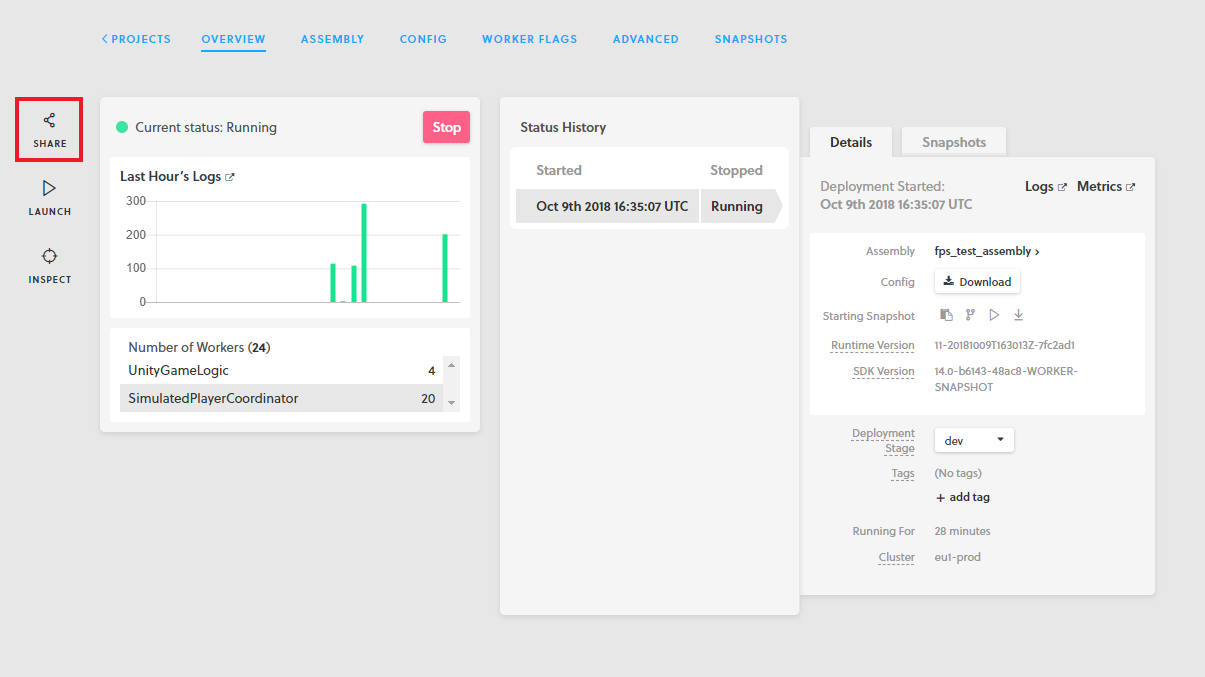 PROJECTS
OVERVIEW
ASSEMBLY
CONFIG
WORKER FLAGS
ADVANCED
SNAPSHOTS
SHARE
LAUNCH
INSPECT
Current status: Running
Stop
Last Hour's Logs
300
200
100
0
Number of Workers (24)
UnityGameLogic 4
SimulatedPlayerCoordinator 20
Status History
Started Stopped
Oct 9th 2018 16:35:07 UTC Running
Details
Snapshots
Deployment Started:
Oct 9th 2018 16:35:07 UTC
Logs
Metrics
Assembly fps_test_assembly
Config Download
Starting Snapshot
Runtime Version 11-20181009T163013Z-7fc2ad1
SDK Version 14.0-b6143-48ac8-WORKER-
SNAPSHOT
Deployment
Stage
dev
Tags (No tags)
+ add tag
Running For 28 minutes
Cluster eu1-prod